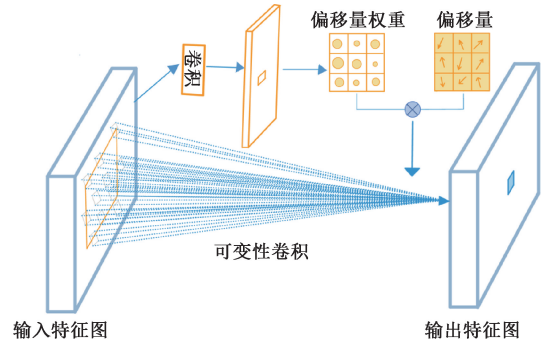 偏移量权重
偏移量
卷积
可变性卷积
输入特征图
输出特征图